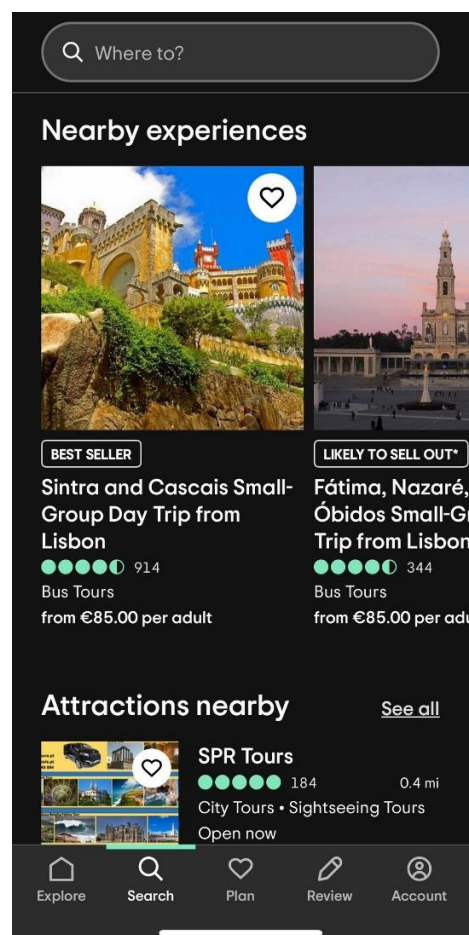 Where to?
Nearby experiences
BEST SELLER
Sintra and Cascais Small-
Group Day Trip from
Lisbon
914
Bus Tours
from €85.00 per adult
LIKELY TO SELL OUT*
Fátima, Nazaré,
Óbidos Small-G
Trip from Lisbon
344
Bus Tours
from €85.00 per adu
Attractions nearby
See all
SPR Tours
184
0.4 mi
City Tours • Sightseeing Tours
Open now
Explore
Search
Plan
Review
Account